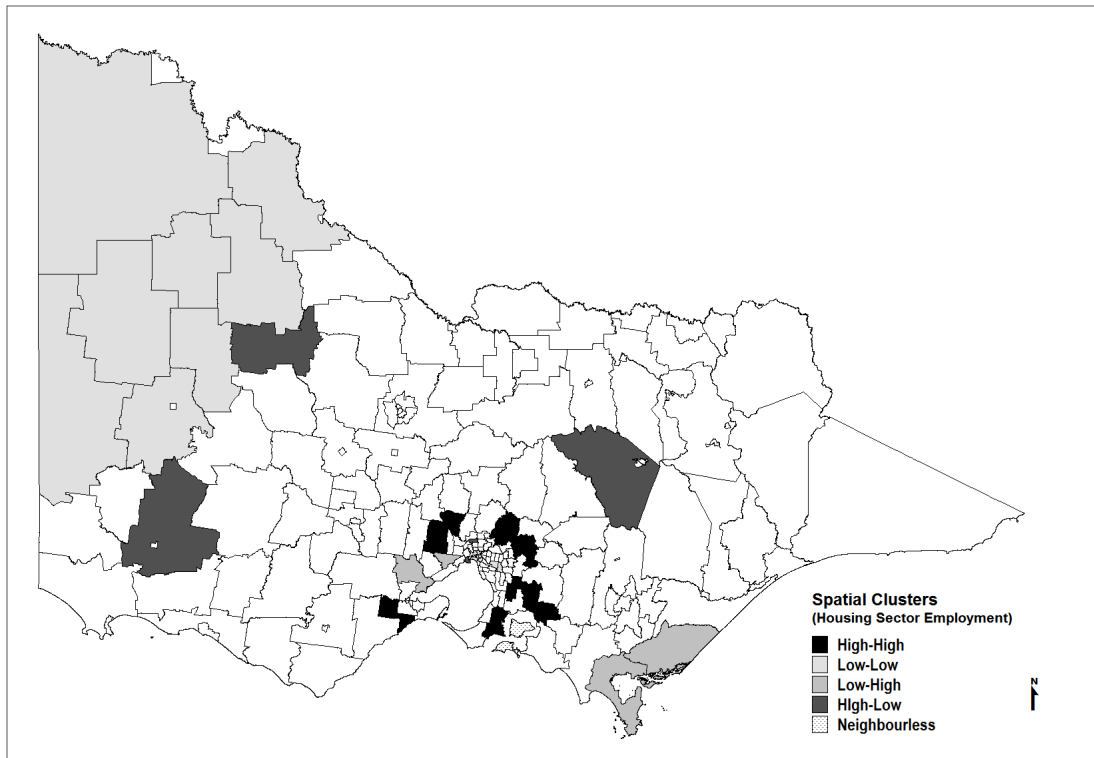 Spatial Clusters
(Housing Sector Employment)
High-High
Low-Low
Low-High
HIgh-Low
Neighbourless
N